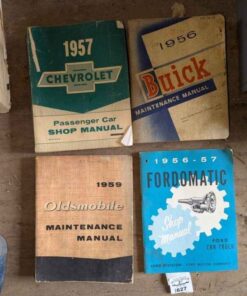 1957
CHEVROLET
Passenger Car
SHOP MANUAL
1956
Buick
MAINTENANCE MANUAL
1959
Oldsmobile
MAINTENANCE
MANUAL
1956-57
FORDOMATIC
Shop
Manual
FORD
CAR-TRUCK
1627